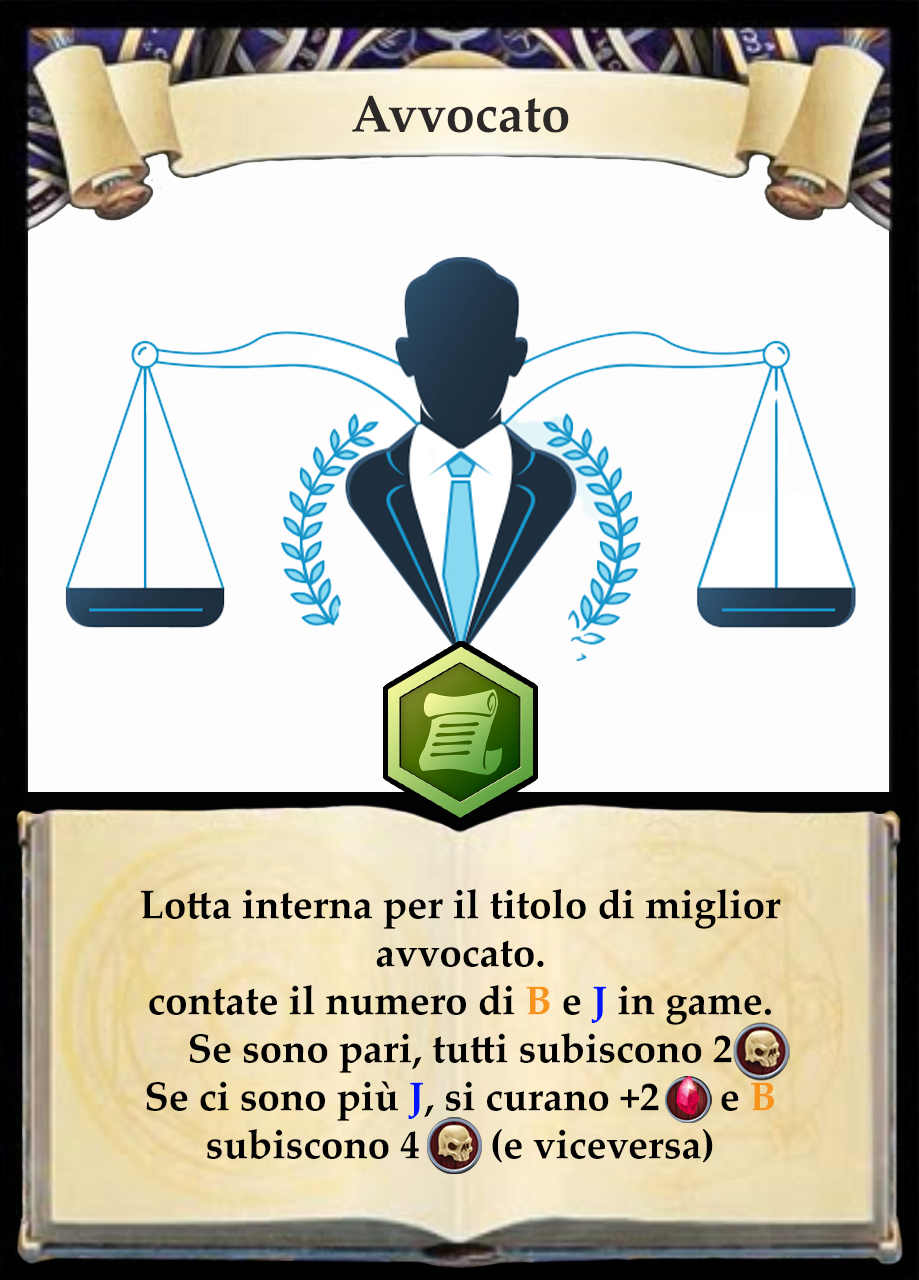 Avvocato
Lotta interna per il titolo di miglior
avvocato.
contate il numero di B e J in game.
Se sono pari, tutti subiscono 2
Se ci sono più J, si curano +2 e B
subiscono 4 (e viceversa)